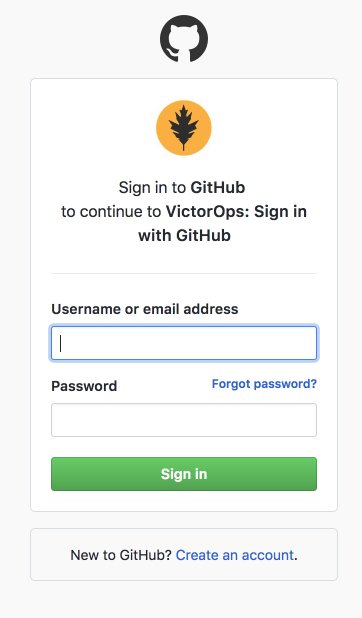 Sign in to GitHub
to continue to VictorOps: Sign in
with GitHub
Username or email address
Password
Forgot password?
Sign in
New to GitHub? Create an account.